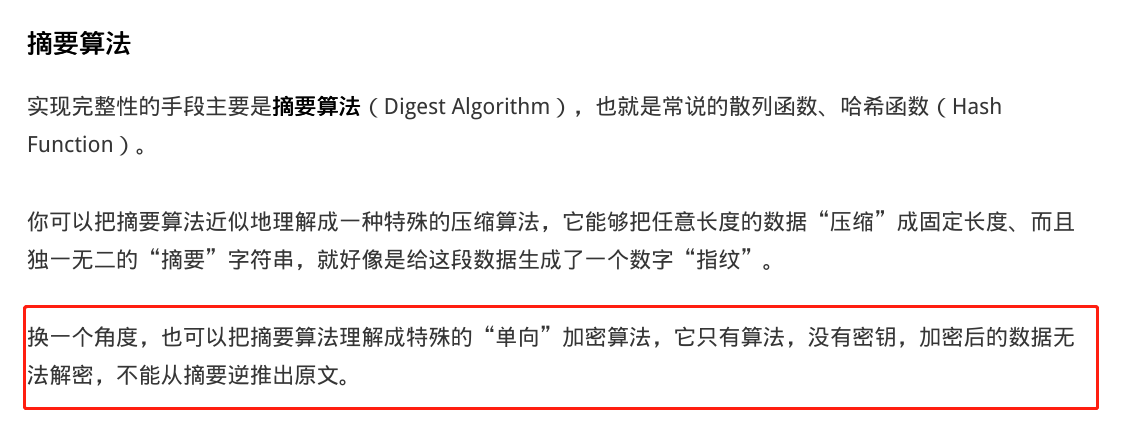 摘要算法
实现完整性的手段主要是摘要算法（Digest Algorithm），也就是常说的散列函数、哈希函数（Hash
Function）。
你可以把摘要算法近似地理解成一种特殊的压缩算法，它能够把任意长度的数据“压缩”成固定长度、而且
独一无二的“摘要”字符串，就好像是给这段数据生成了一个数字“指纹”。
换一个角度，也可以把摘要算法理解成特殊的“单向”加密算法，它只有算法，没有密钥，加密后的数据无
法解密，不能从摘要逆推出原文。